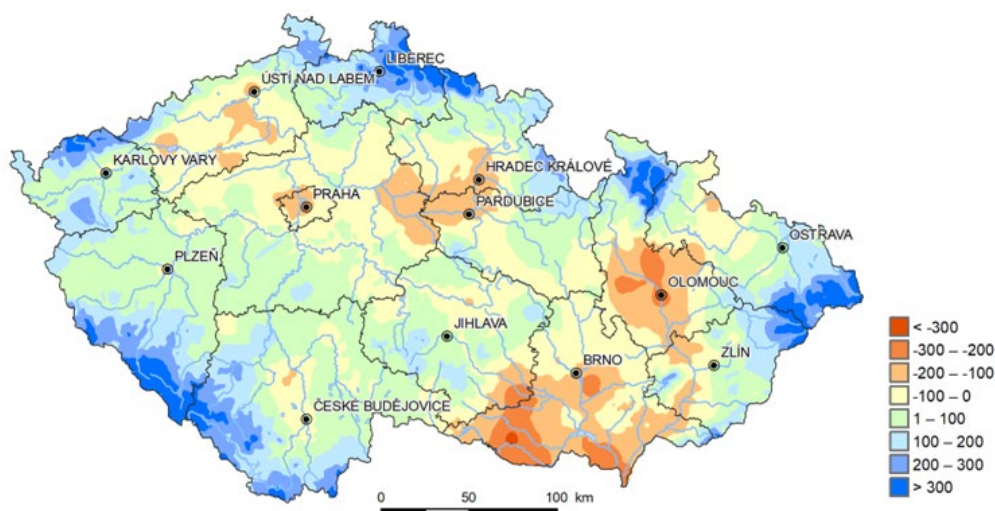 LIBEREC
ÚSTÍ NAD LABEM
KARLOVY VARY
HRADEC KRÁLOVÉ
PRAHA
PARDUBICE
OSTRAVA
PLZEŇ
OLOMOUC
JIHLAVA
BRNO
ZLÍN
ČESKÉ BUDĚJOVICE
< -300
-300 – -200
-200 – -100
-100 – 0
1 – 100
100 – 200
200 – 300
> 300
0 50 100 km